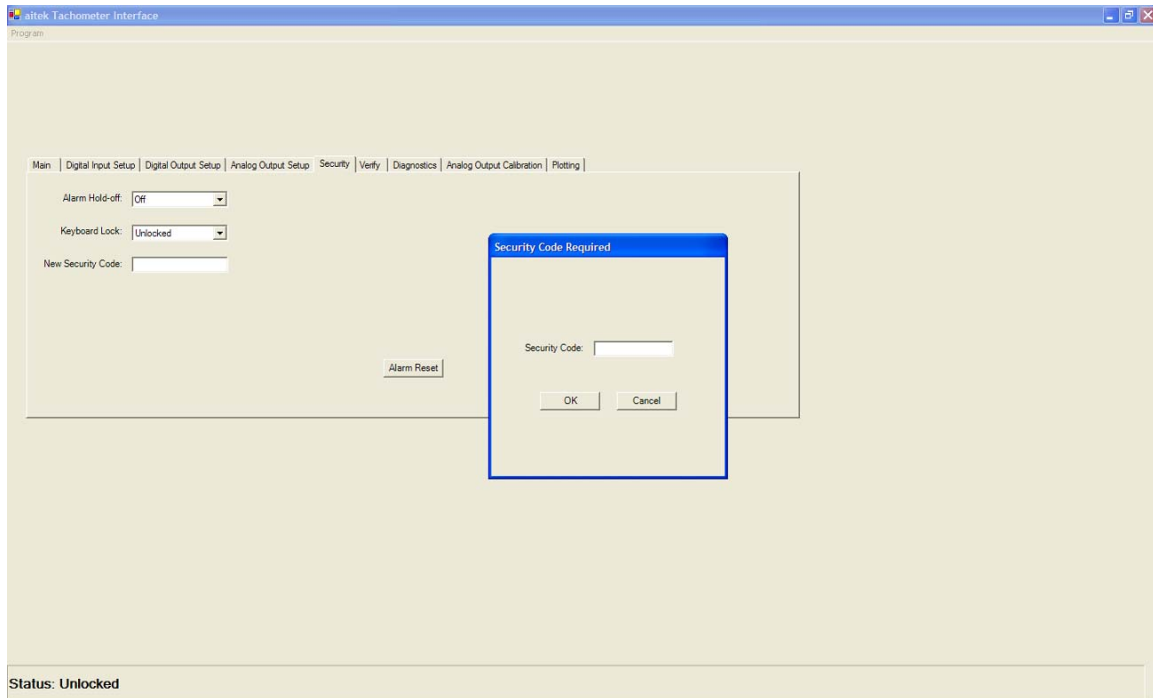 aitek Tachometer Interface
Program
Main Digital Input Setup Digital Output Setup Analog Output Setup Security Verify Diagnostics Analog Output Calibration Plotting
Alarm Hold-off: Off
Keyboard Lock: Unlocked
New Security Code:
Alarm Reset
Security Code Required
Security Code:
OK Cancel
Status: Unlocked